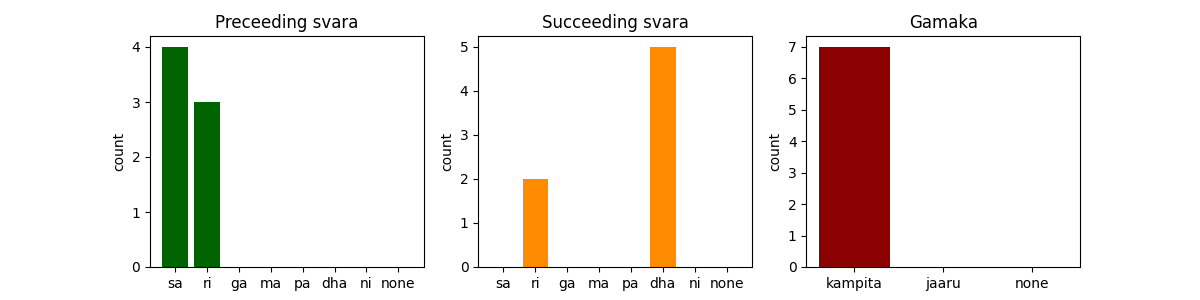 Preceeding svara
count
4
3
2
1
0
sa ri ga ma pa dha ni none
Succeeding svara
count
5
4
3
2
1
0
sa ri ga ma pa dha ni none
Gamaka
count
7
6
5
4
3
2
1
0
kampita jaaru none